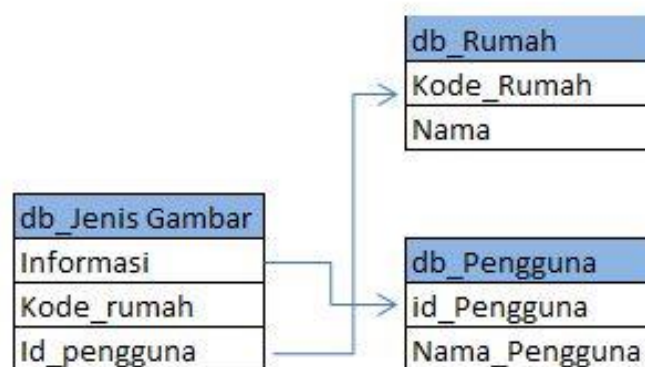 db_Rumah
Kode_Rumah
Nama
db_Jenis Gambar
Informasi
Kode_rumah
Id_pengguna
db_Pengguna
id_Pengguna
Nama_Pengguna